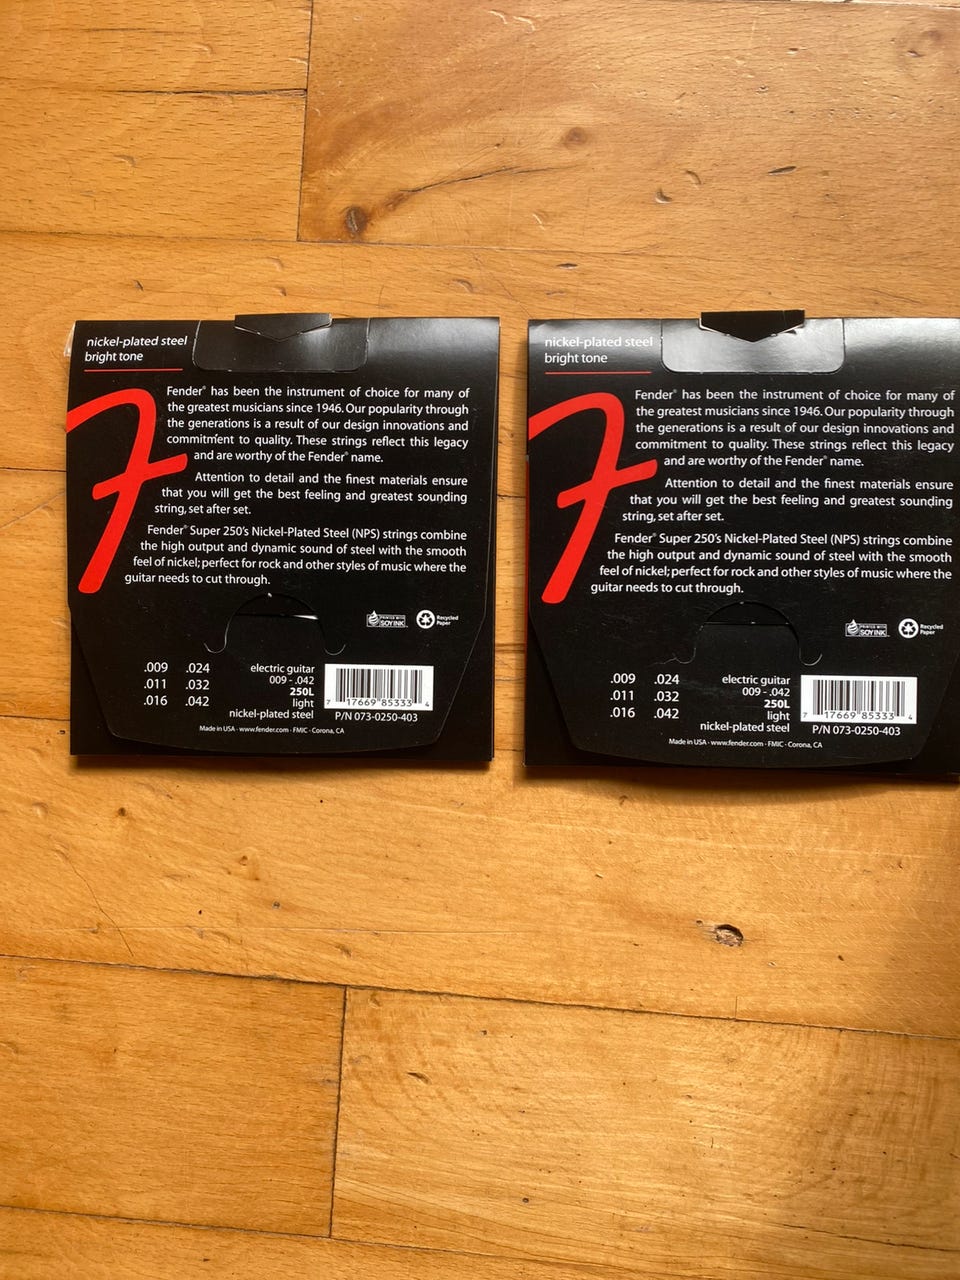 nickel-plated steel
bright tone
Fender® has been the instrument of choice for many of
the greatest musicians since 1946. Our popularity through
the generations is a result of our design innovations and
commitment to quality. These strings reflect this legacy
and are worthy of the Fender® name.
Attention to detail and the finest materials ensure
that you will get the best feeling and greatest sounding
string, set after set.
Fender® Super 250's Nickel-Plated Steel (NPS) strings combine
the high output and dynamic sound of steel with the smooth
feel of nickel; perfect for rock and other styles of music where the
guitar needs to cut through.
PRINTED WITH
SOY INK
Recycled
Paper
.009 .024
.011 .032
.016 .042
electric guitar
009 - .042
250L
light
nickel-plated steel
7 17669 85333 4
P/N 073-0250-403
Made in USA · www.fender.com · FMIC · Corona, CA
nickel-plated steel
bright tone
Fender® has been the instrument of choice for many of
the greatest musicians since 1946. Our popularity through
the generations is a result of our design innovations and
commitment to quality. These strings reflect this legacy
and are worthy of the Fender® name.
Attention to detail and the finest materials ensure
that you will get the best feeling and greatest sounding
string, set after set.
Fender® Super 250's Nickel-Plated Steel (NPS) strings combine
the high output and dynamic sound of steel with the smooth
feel of nickel; perfect for rock and other styles of music where the
guitar needs to cut through.
PRINTED WITH
SOY INK
Recycled
Paper
.009 .024
.011 .032
.016 .042
electric guitar
009 - .042
250L
light
nickel-plated steel
7 17669 85333 4
P/N 073-0250-403
Made in USA · www.fender.com · FMIC · Corona, CA